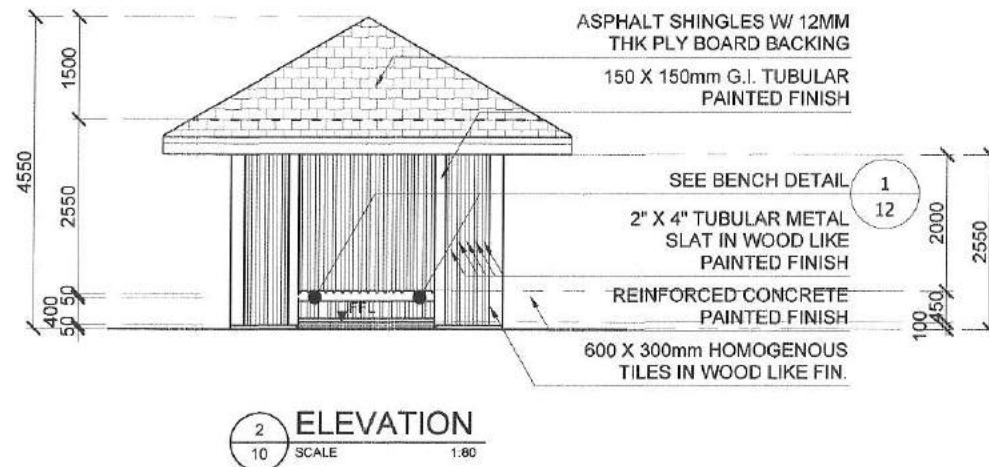 ASPHALT SHINGLES W/ 12MM
THK PLY BOARD BACKING
150 X 150mm G.I. TUBULAR
PAINTED FINISH
SEE BENCH DETAIL
1
12
2" X 4" TUBULAR METAL
SLAT IN WOOD LIKE
PAINTED FINISH
REINFORCED CONCRETE
PAINTED FINISH
600 X 300mm HOMOGENOUS
TILES IN WOOD LIKE FIN.
4550
1500
2550
50
400
50
FFL
2000
450
100
2550
2
10
ELEVATION
SCALE 1:80